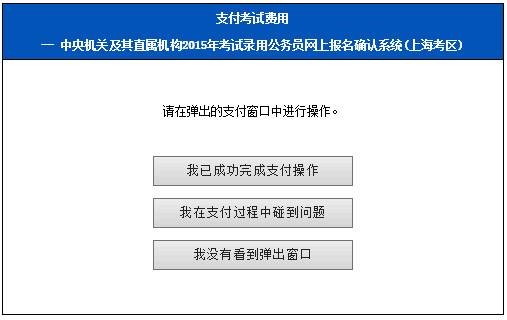 支付考试费用
— 中央机关及其直属机构2015年考试录用公务员网上报名确认系统(上海考区)
请在弹出的支付窗口中进行操作。
我已成功完成支付操作
我在支付过程中碰到问题
我没有看到弹出窗口